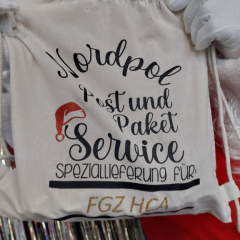 Nordpol
Post und
Paket
Service
SPEZIALLIEFERUNG FÜR:
FGZ HCA